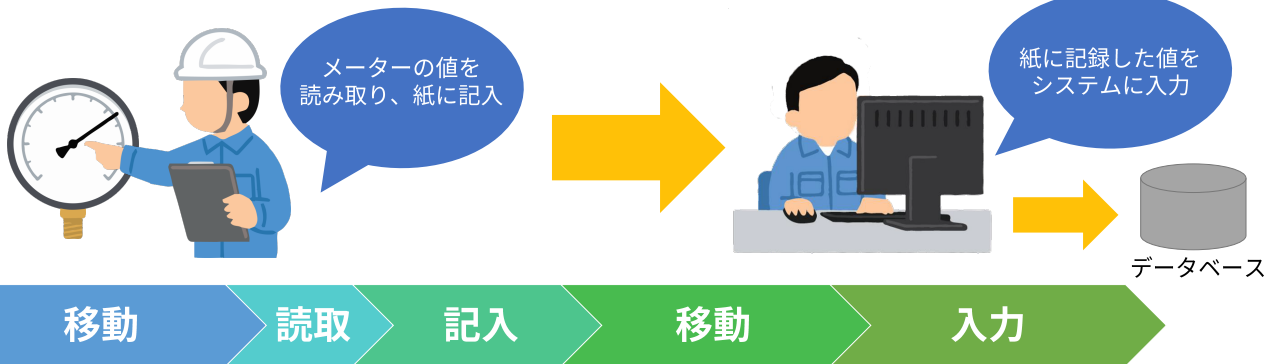 メーターの値を
読み取り、紙に記入
紙に記録した値を
システムに入力
データベース
移動
読取
記入
移動
入力